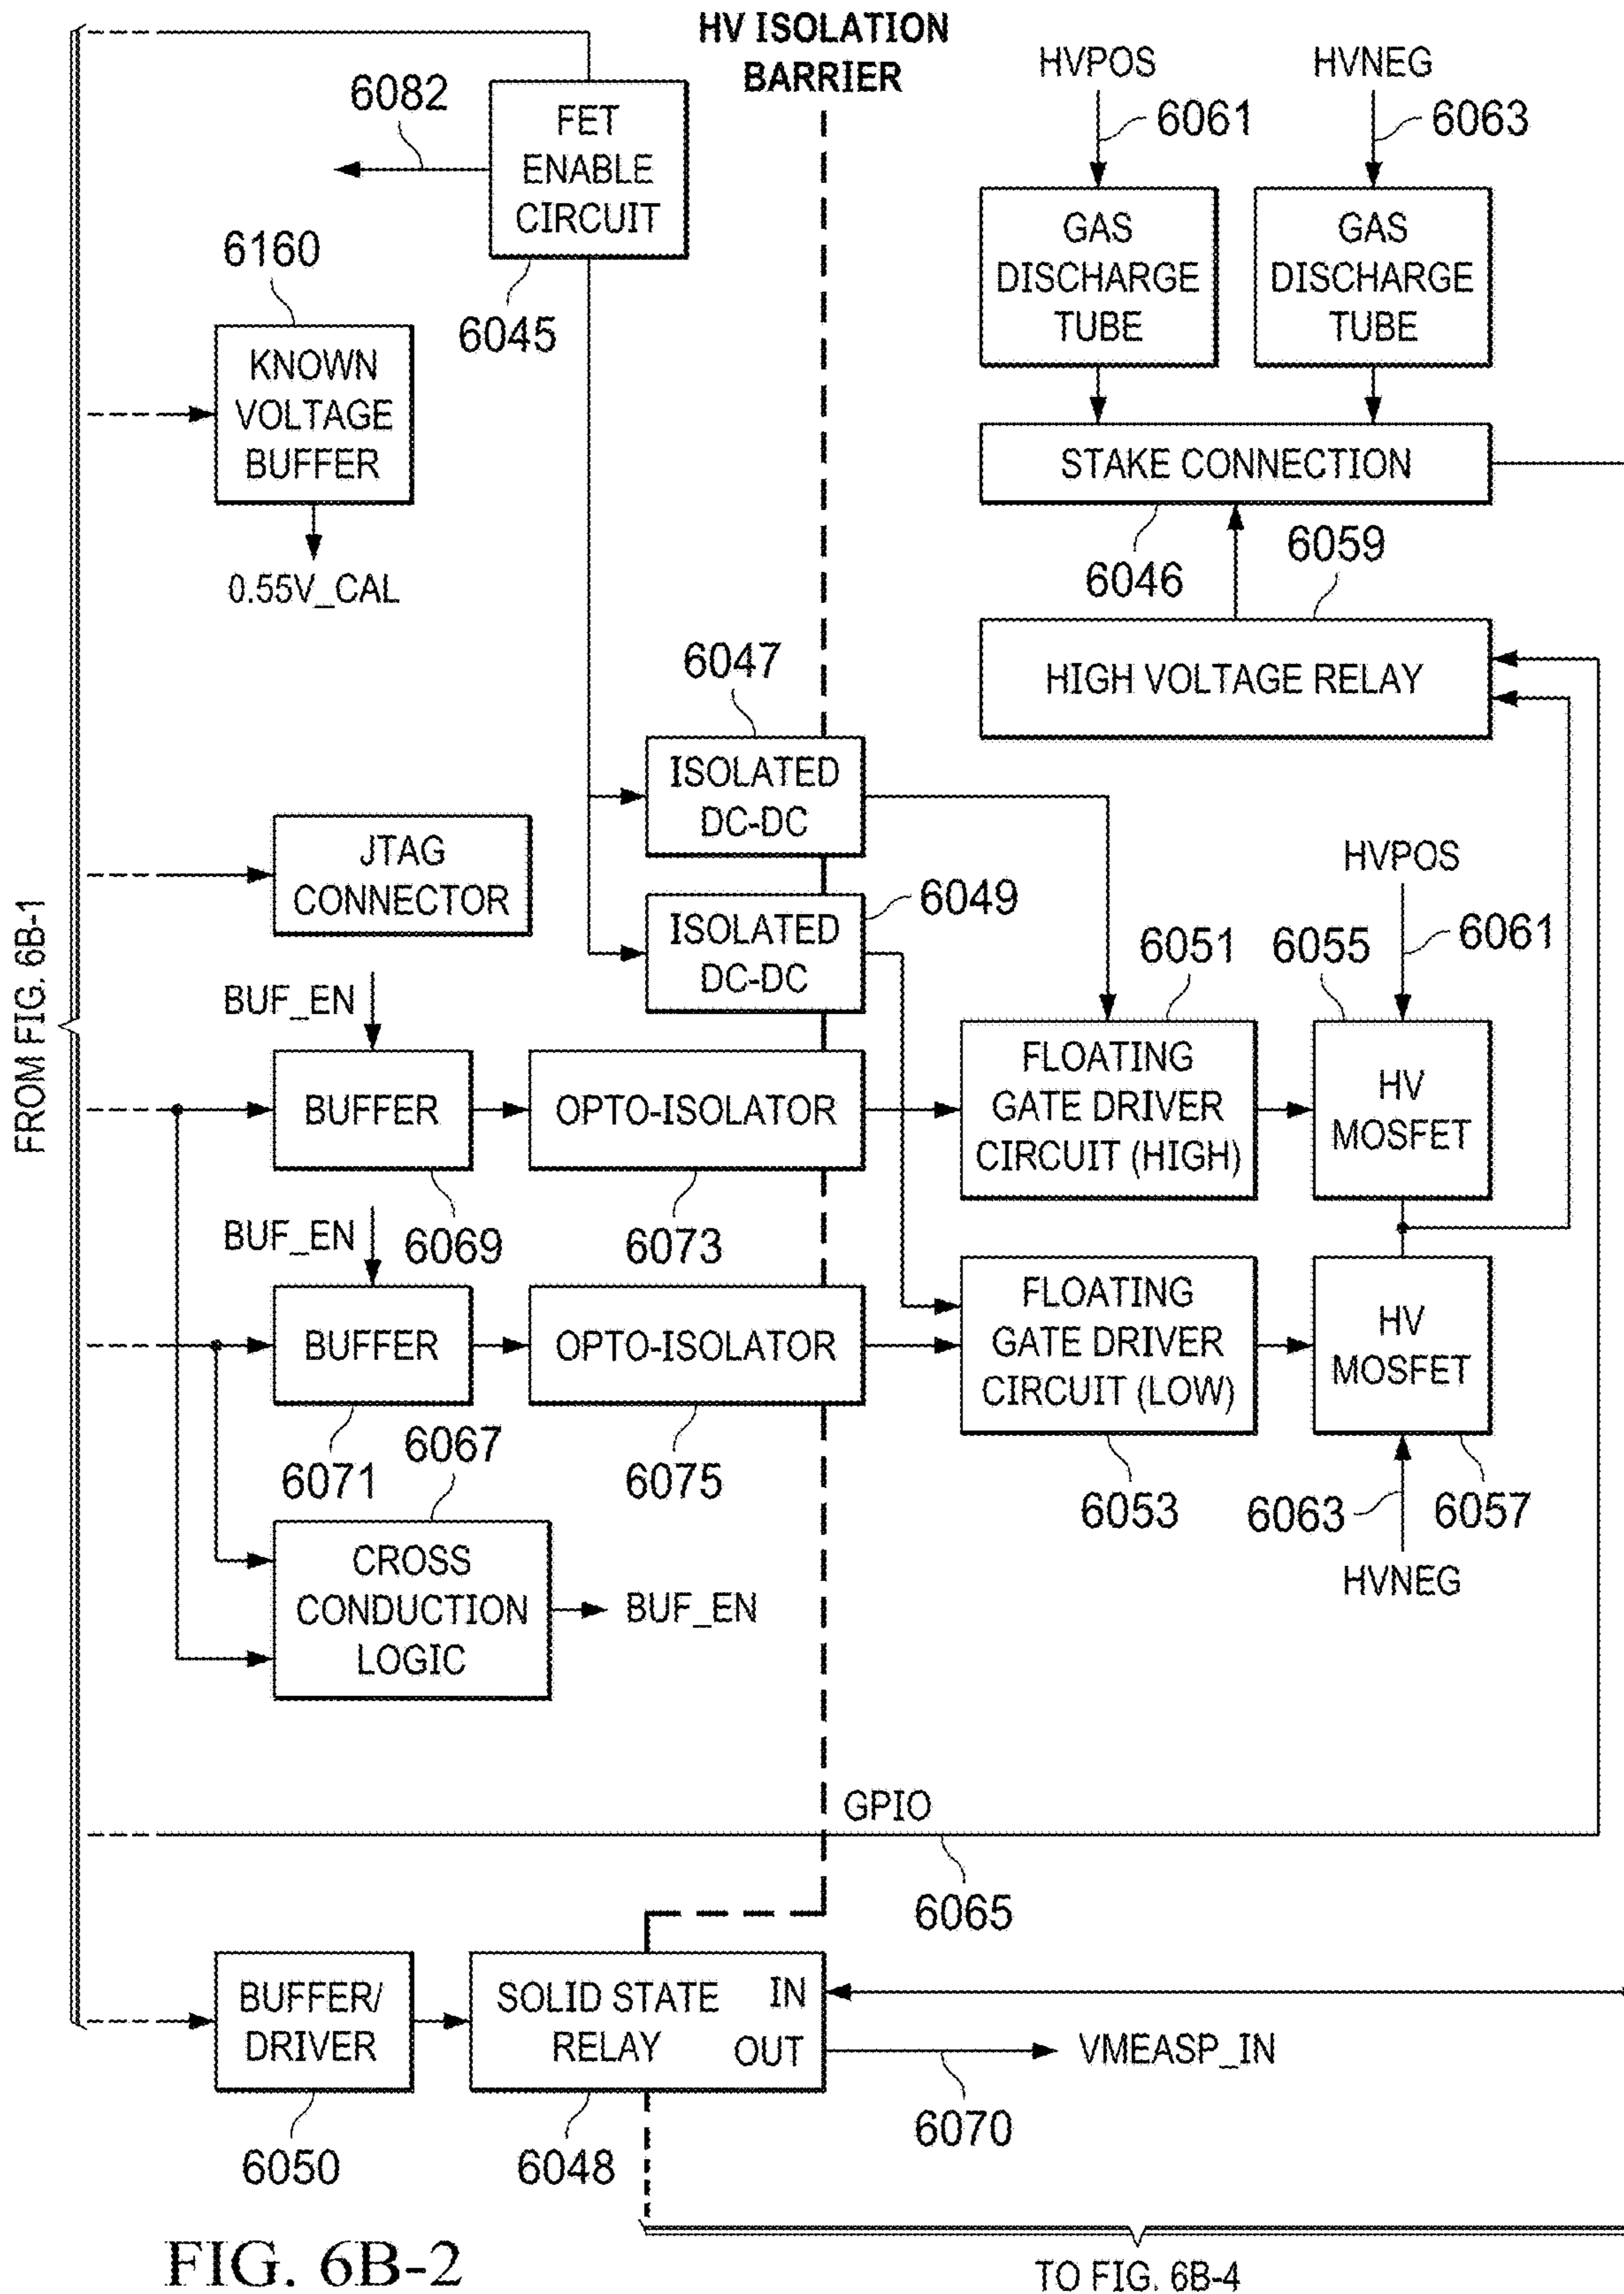 HV ISOLATION
BARRIER
HVPOS
HVNEG
6082
FET
ENABLE
CIRCUIT
6061
6063
GAS
DISCHARGE
TUBE
GAS
DISCHARGE
TUBE
6160
6045
KNOWN
VOLTAGE
BUFFER
STAKE CONNECTION
0.55V_CAL
6046
6059
6047
HIGH VOLTAGE RELAY
ISOLATED
DC-DC
JTAG
CONNECTOR
HVPOS
6049
ISOLATED
DC-DC
6051
6055
6061
FROM FIG. 6B-1
BUF_EN
BUFFER
OPTO-ISOLATOR
FLOATING
GATE DRIVER
CIRCUIT (HIGH)
HV
MOSFET
BUF_EN
6069
6073
BUFFER
OPTO-ISOLATOR
FLOATING
GATE DRIVER
CIRCUIT (LOW)
HV
MOSFET
6067
6071
6075
6053
6063
6057
CROSS
CONDUCTION
LOGIC
BUF_EN
HVNEG
GPIO
6065
BUFFER/
DRIVER
SOLID STATE
RELAY
IN
OUT
VMEASP_IN
6070
6050
6048
FIG. 6B-2
TO FIG. 6B-4